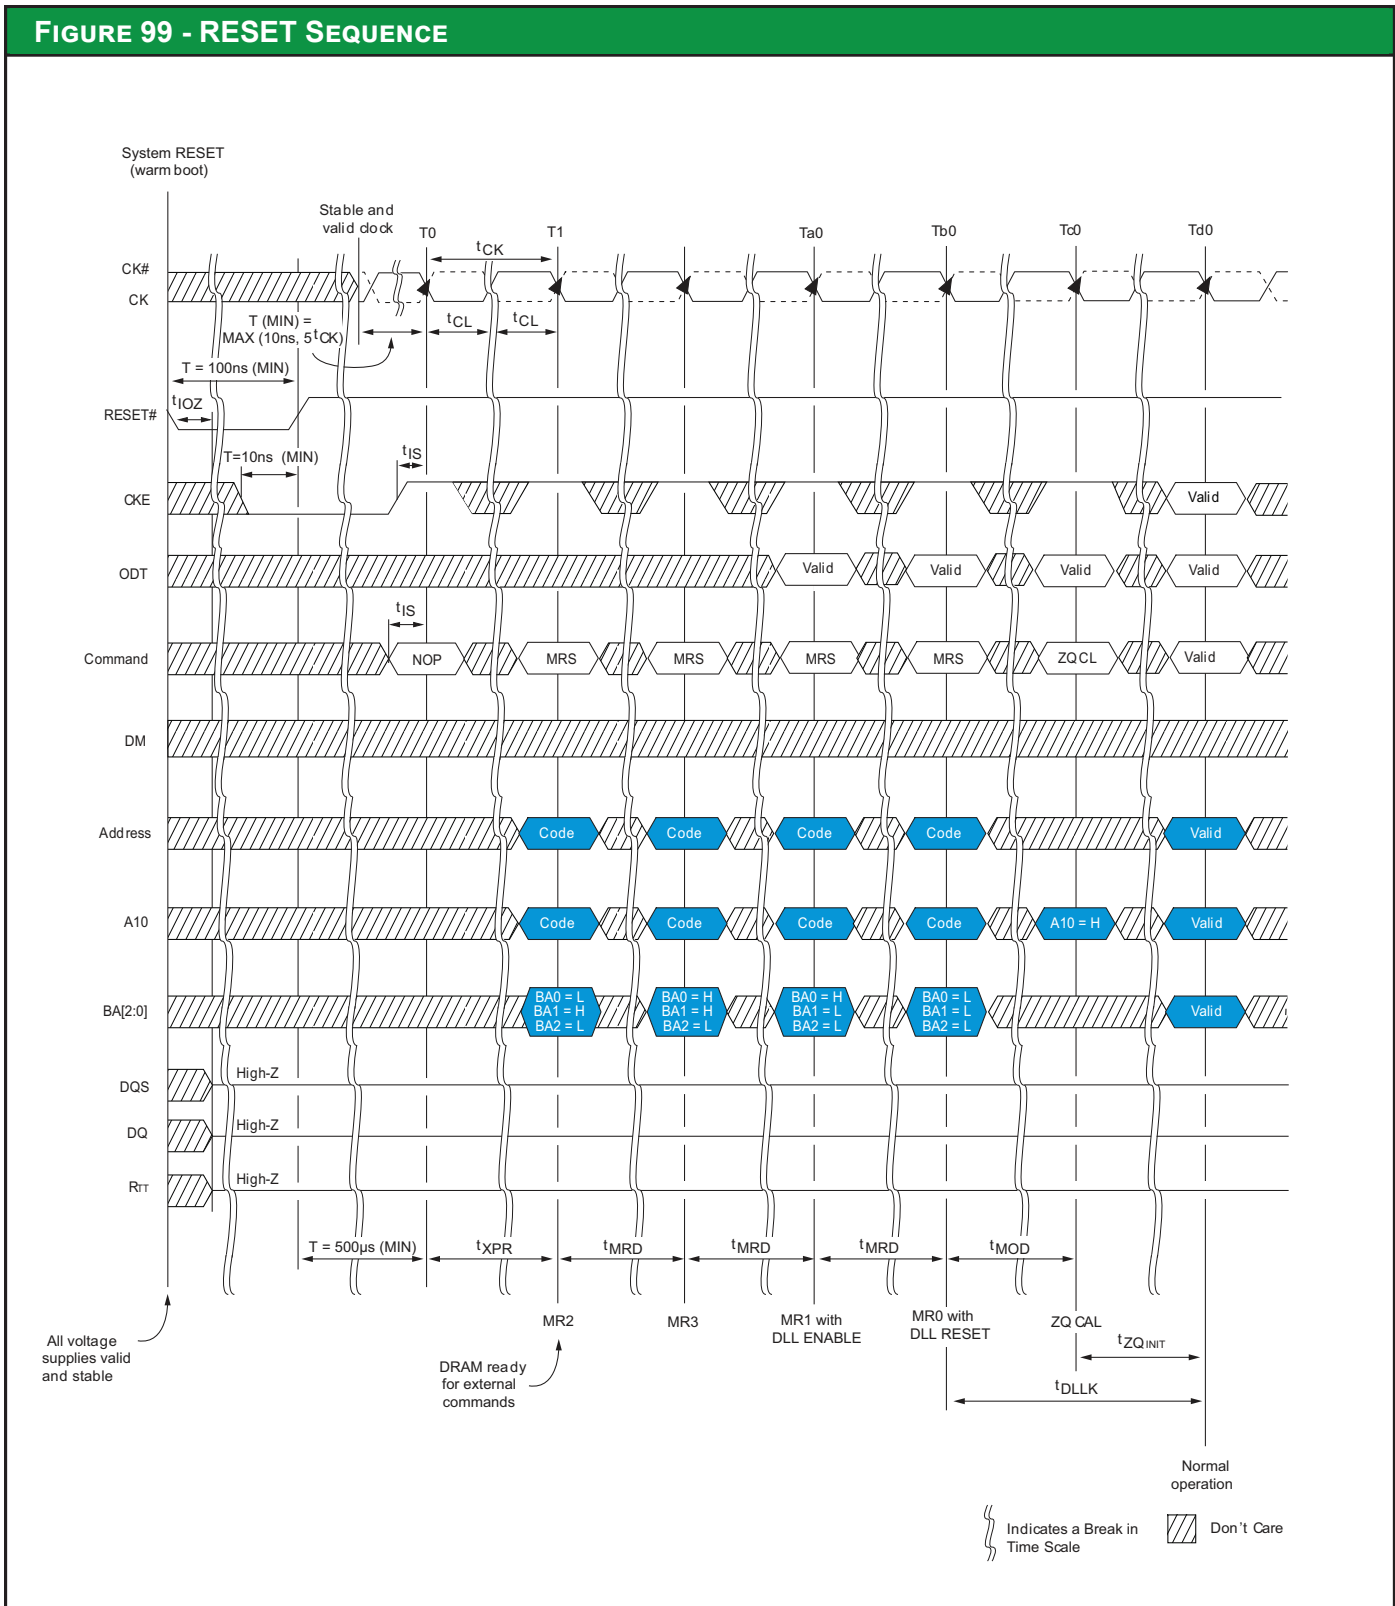 FIGURE 99 - RESET SEQUENCE
System RESET
(warm boot)
Stable and
valid clock
T0
T1
Ta0
Tb0
Tc0
Td0
tCK
CK#
CK
T (MIN) =
MAX (10ns, 5tCK)
tCL
tCL
T = 100ns (MIN)
tIOZ
RESET#
T=10ns (MIN)
tIS
CKE
Valid
ODT
Valid
Valid
Valid
Valid
tIS
Command
NOP
MRS
MRS
MRS
MRS
ZQCL
Valid
DM
Address
Code
Code
Code
Code
Valid
A10
Code
Code
Code
Code
A10 = H
Valid
BA[2:0]
BA0 = L
BA1 = H
BA2 = L
BA0 = H
BA1 = H
BA2 = L
BA0 = H
BA1 = L
BA2 = L
BA0 = L
BA1 = L
BA2 = L
Valid
DQS
High-Z
DQ
High-Z
RTT
High-Z
T = 500µs (MIN)
tXPR
tMRD
tMRD
tMRD
tMOD
MR2
MR3
MR1 with
DLL ENABLE
MR0 with
DLL RESET
ZQ CAL
tZQINIT
All voltage
supplies valid
and stable
DRAM ready
for external
commands
tDLLK
Normal
operation
Indicates a Break in
Time Scale
Don't Care